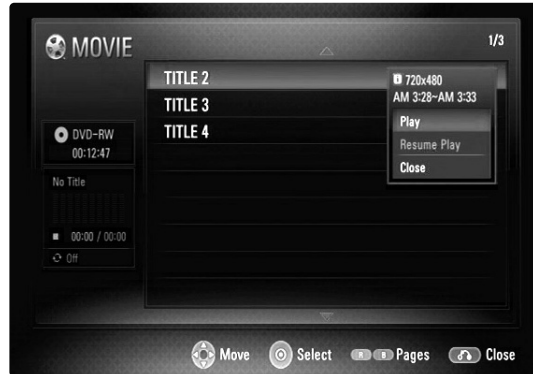 MOVIE
1/3
TITLE 2
TITLE 3
TITLE 4
720x480
AM 3:28~AM 3:33
Play
Resume Play
Close
DVD-RW
00:12:47
No Title
00:00 / 00:00
Off
Move Select A B Pages Close